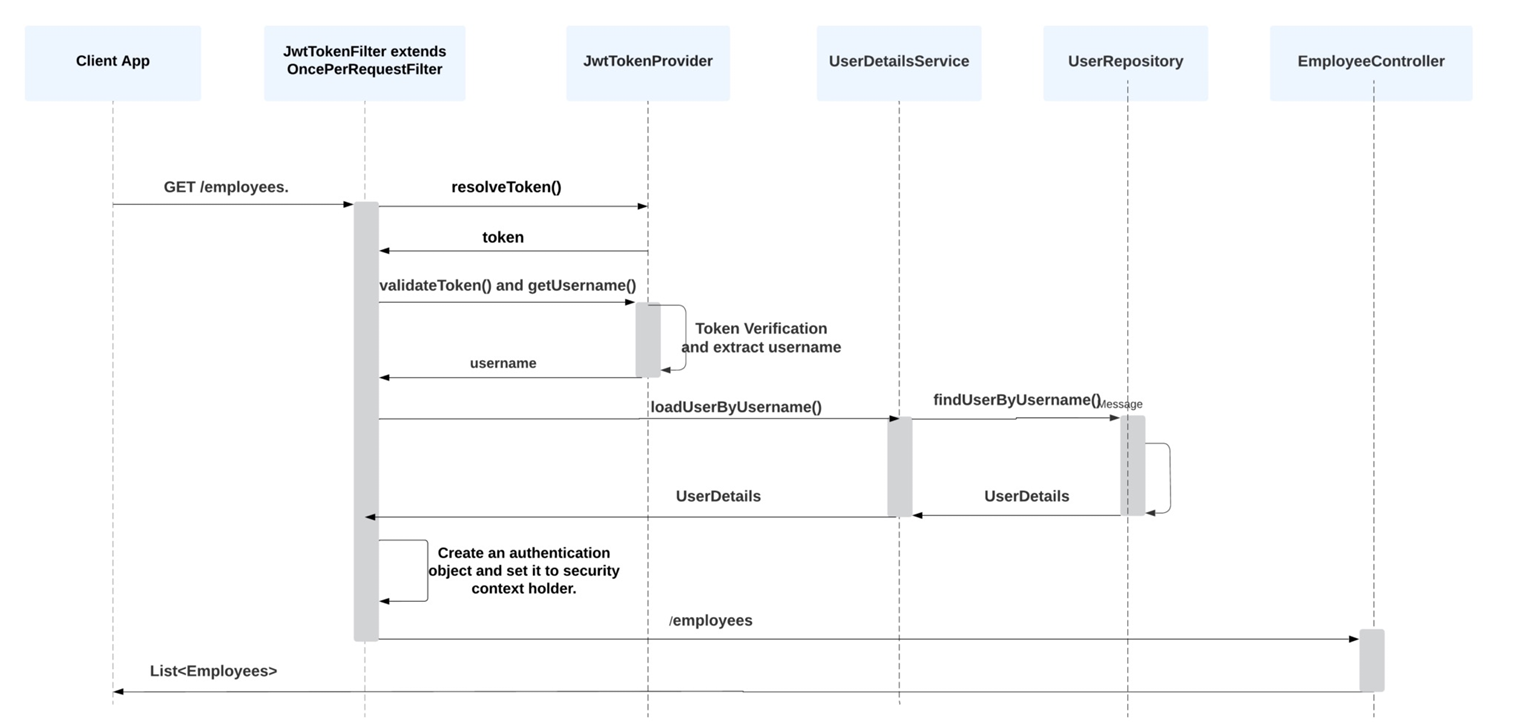 Client App
JwtTokenFilter extends
OncePerRequestFilter
JwtTokenProvider
UserDetailsService
UserRepository
EmployeeController
GET /employees.
resolveToken()
token
validateToken() and getUsername()
Token Verification
and extract username
username
loadUserByUsername()
findUserByUsername()
Message
UserDetails
UserDetails
Create an authentication
object and set it to security
context holder.
/employees
List<Employees>